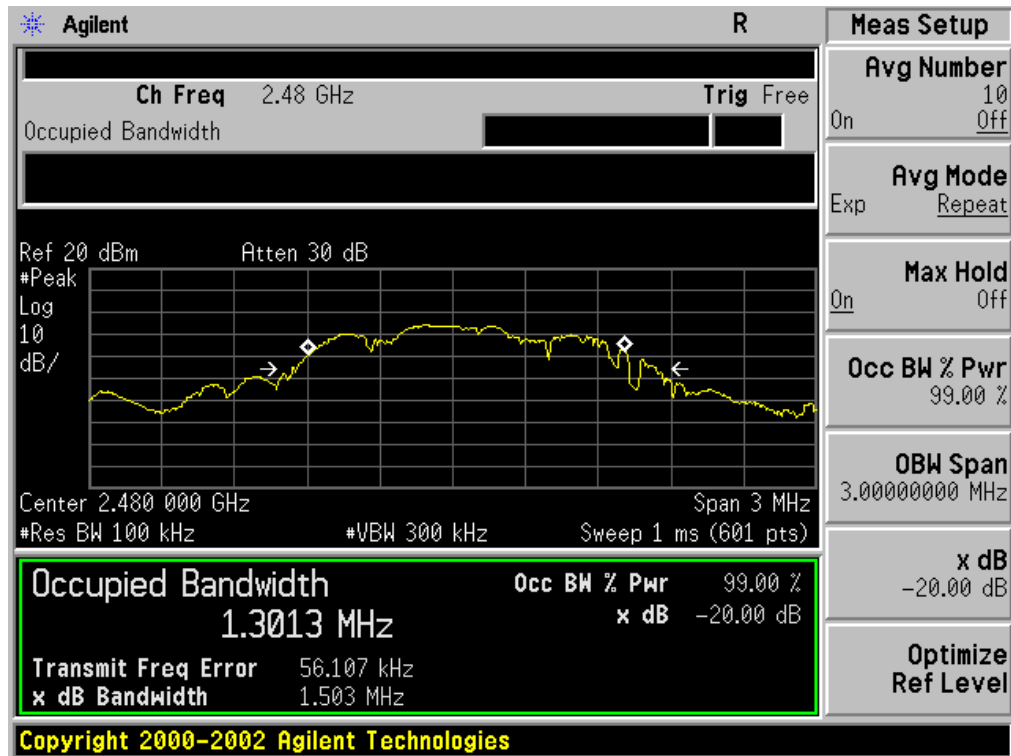 Agilent R Meas Setup
Ch Freq 2.48 GHz Trig Free
Occupied Bandwidth
Ref 20 dBm Atten 30 dB
#Peak
Log
10
dB/
Center 2.480 000 GHz Span 3 MHz
#Res BW 100 kHz #VBW 300 kHz Sweep 1 ms (601 pts)
Occupied Bandwidth Occ BW % Pwr 99.00 %
1.3013 MHz x dB -20.00 dB
Transmit Freq Error 56.107 kHz
x dB Bandwidth 1.503 MHz
Copyright 2000-2002 Agilent Technologies
Avg Number
10
On Off
Avg Mode
Exp Repeat
Max Hold
On Off
Occ BW % Pwr
99.00 %
OBW Span
3.00000000 MHz
x dB
-20.00 dB
Optimize
Ref Level